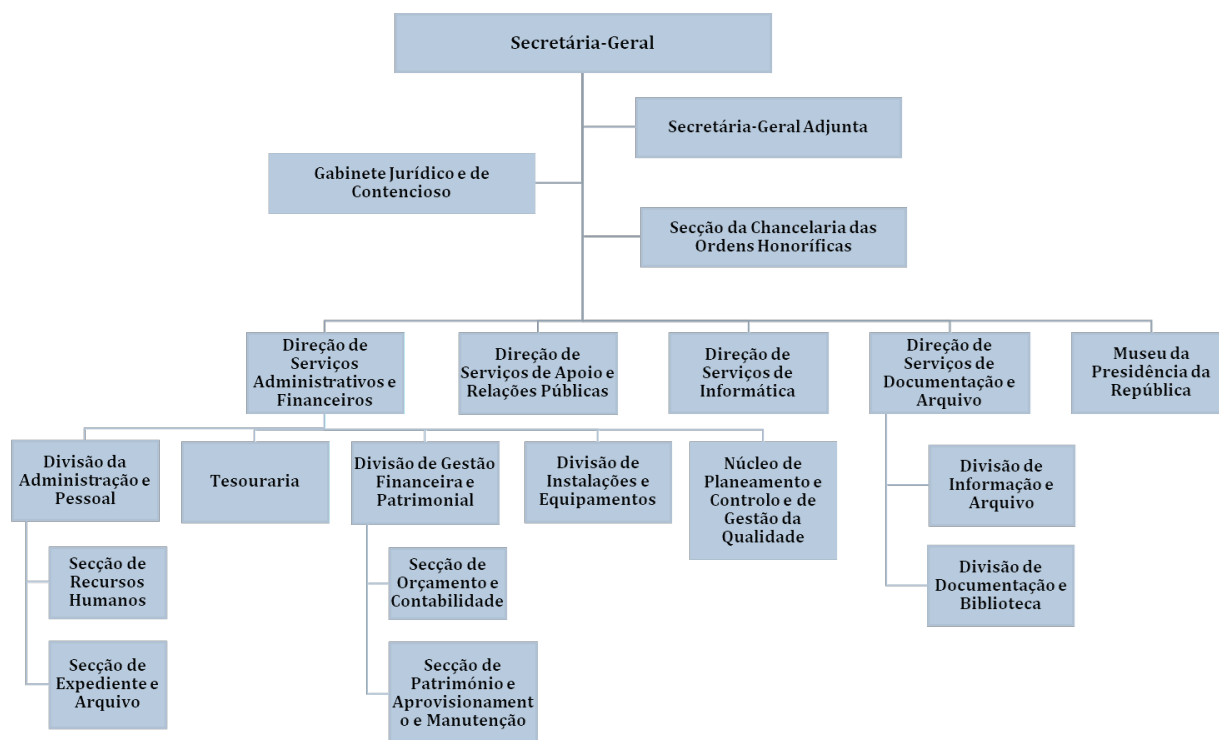 Secretária-Geral
Secretária-Geral Adjunta
Gabinete Jurídico e de
Contencioso
Secção da Chancelaria das
Ordens Honoríficas
Direção de
Serviços
Administrativos e
Financeiros
Direção de
Serviços de Apoio e
Relações Públicas
Direção de
Serviços de
Informática
Direção de
Serviços de
Documentação e
Arquivo
Museu da
Presidência da
República
Divisão da
Administração e
Pessoal
Tesouraria
Divisão de Gestão
Financeira e
Patrimonial
Divisão de
Instalações e
Equipamentos
Núcleo de
Planeamento e
Controlo e de
Gestão da
Qualidade
Divisão de
Informação e
Arquivo
Secção de
Recursos
Humanos
Secção de
Orçamento e
Contabilidade
Divisão de
Documentação e
Biblioteca
Secção de
Expediente e
Arquivo
Secção de
Património e
Aprovisionament
o e Manutenção